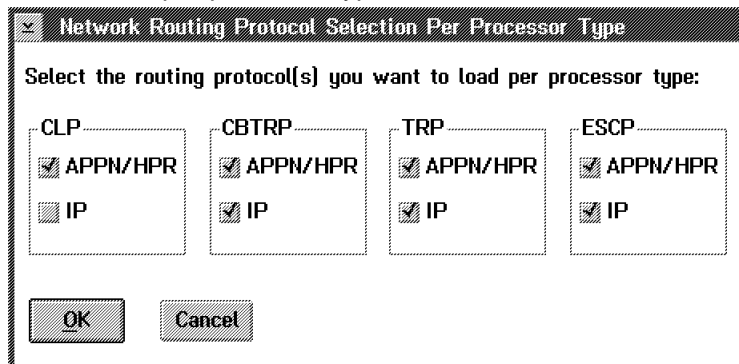 Network Routing Protocol Selection Per Processor Type
Select the routing protocol(s) you want to load per processor type:
CLP CBTRP TRP ESCP
APPN/HPR APPN/HPR APPN/HPR APPN/HPR
IP IP IP IP
OK Cancel